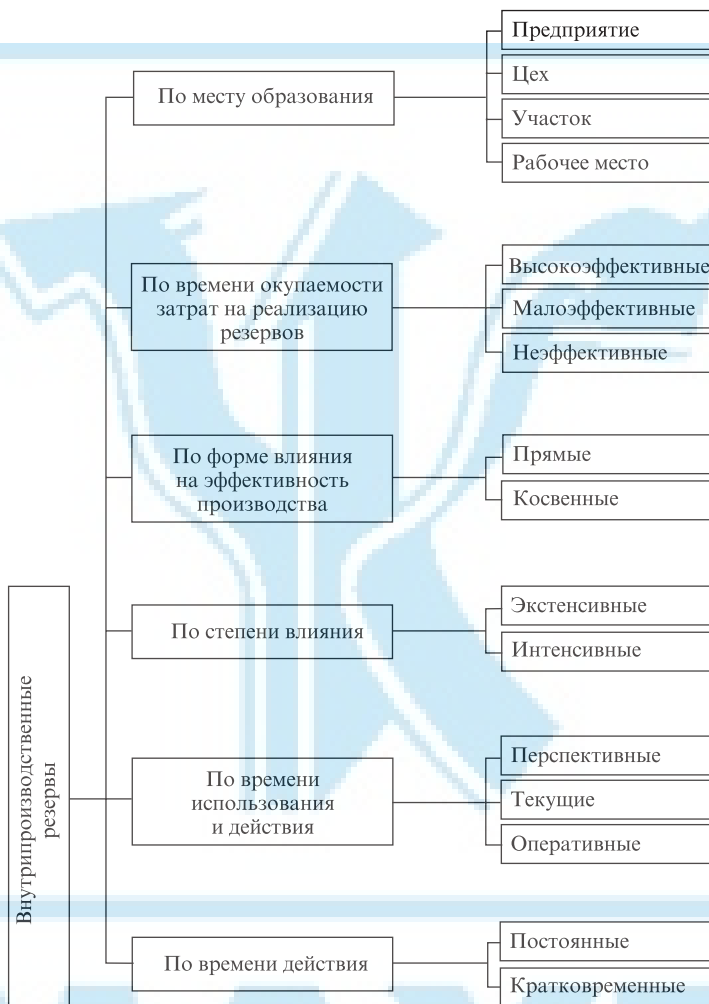 Внутрипроизводственные
резервы
По месту образования
Предприятие
Цех
Участок
Рабочее место
По времени окупаемости
затрат на реализацию
резервов
Высокоэффективные
Малоэффективные
Неэффективные
По форме влияния
на эффективность
производства
Прямые
Косвенные
По степени влияния
Экстенсивные
Интенсивные
По времени
использования
и действия
Перспективные
Текущие
Оперативные
По времени действия
Постоянные
Кратковременные